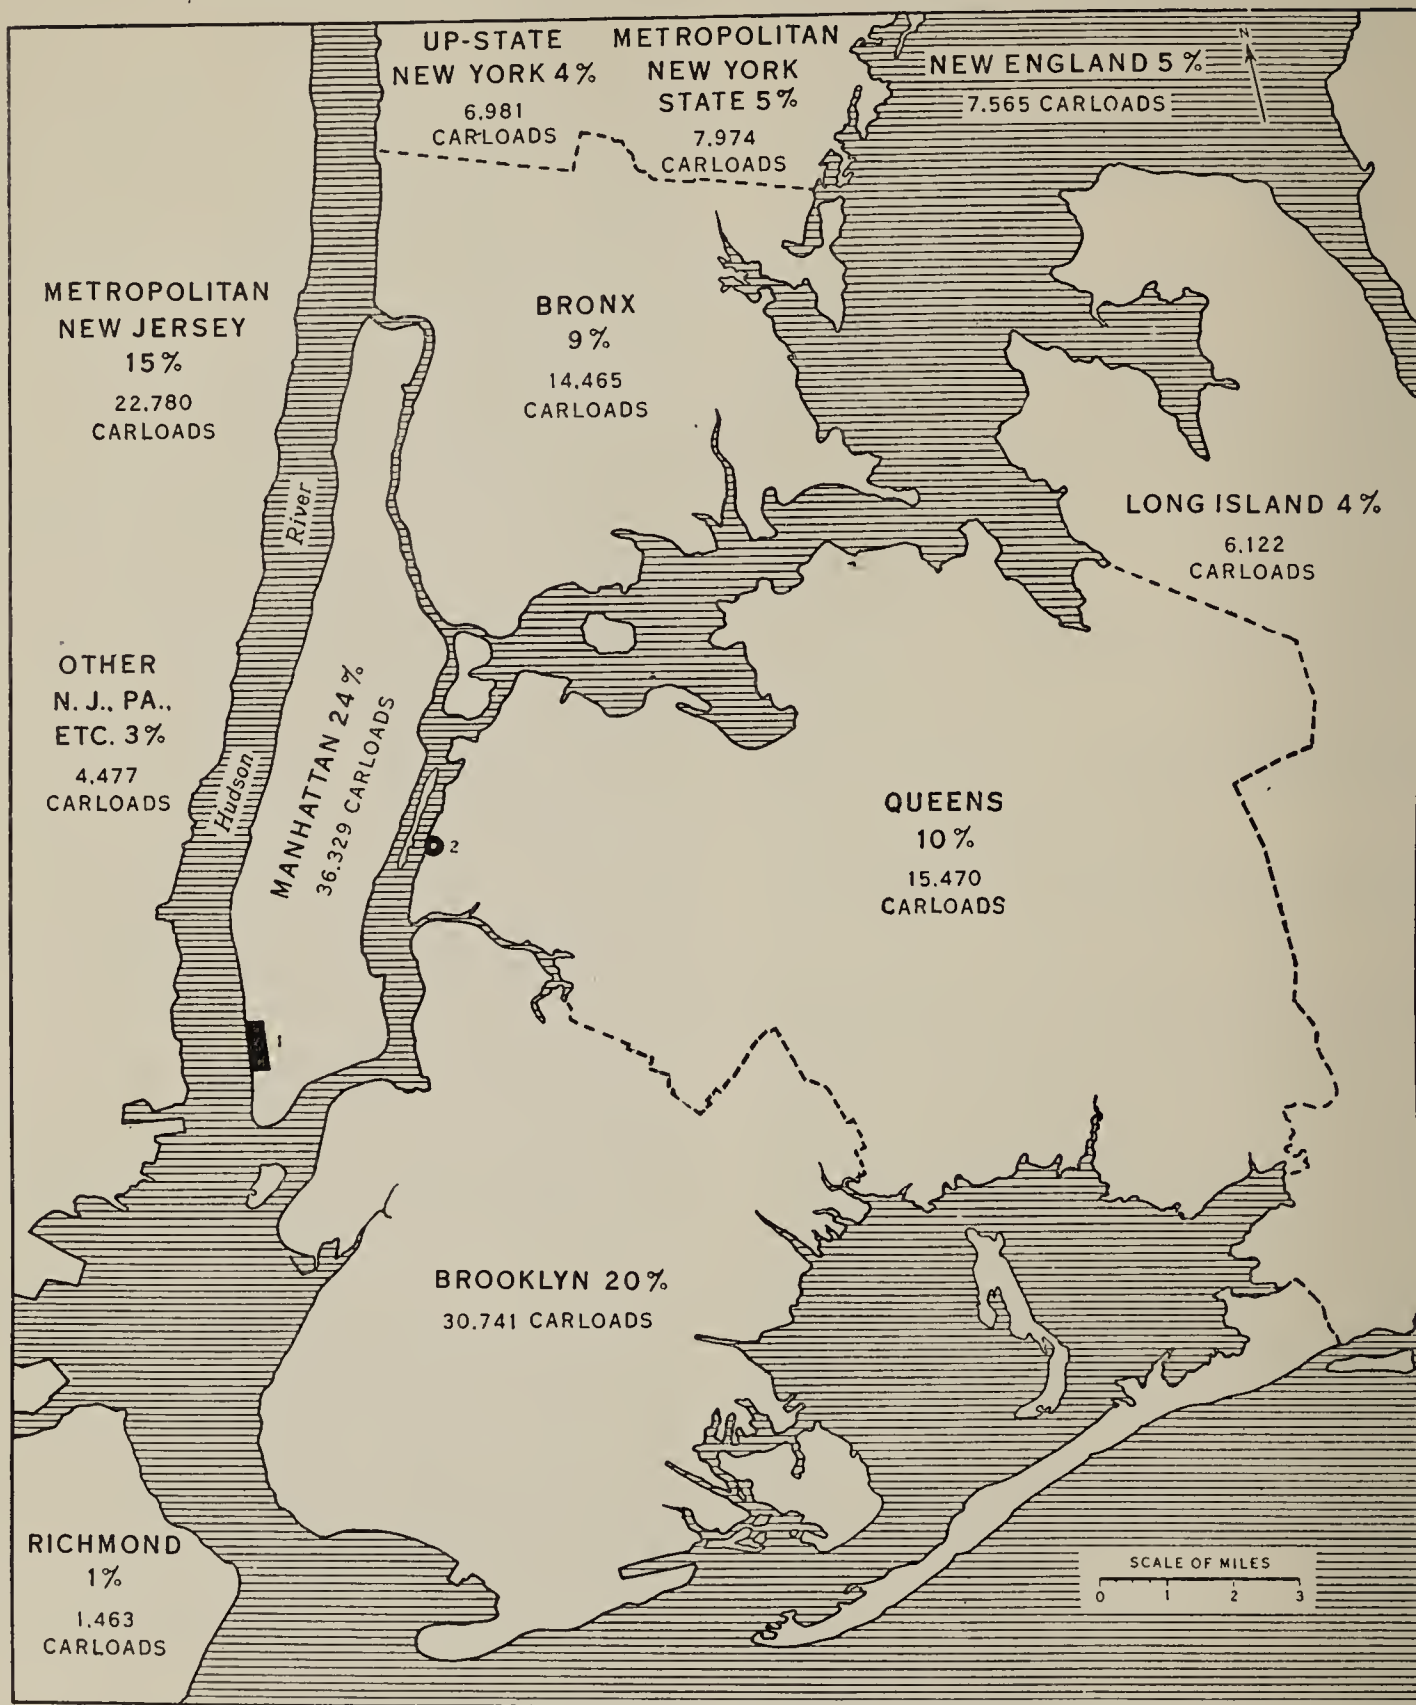 UP-STATE
NEW YORK 4%
6,981
CARLOADS
METROPOLITAN
NEW YORK
STATE 5%
7,974
CARLOADS
NEW ENGLAND 5%
7.565 CARLOADS
N
METROPOLITAN
NEW JERSEY
15%
22.780
CARLOADS
BRONX
9%
14,465
CARLOADS
River
LONG ISLAND 4%
6,122
CARLOADS
OTHER
N. J., PA.,
ETC. 3%
4,477
CARLOADS
Hudson
MANHATTAN 24%
36,329 CARLOADS
2
QUEENS
10%
15.470
CARLOADS
1
BROOKLYN 20%
30.741 CARLOADS
RICHMOND
1%
1.463
CARLOADS
SCALE OF MILES
0 1 2 3